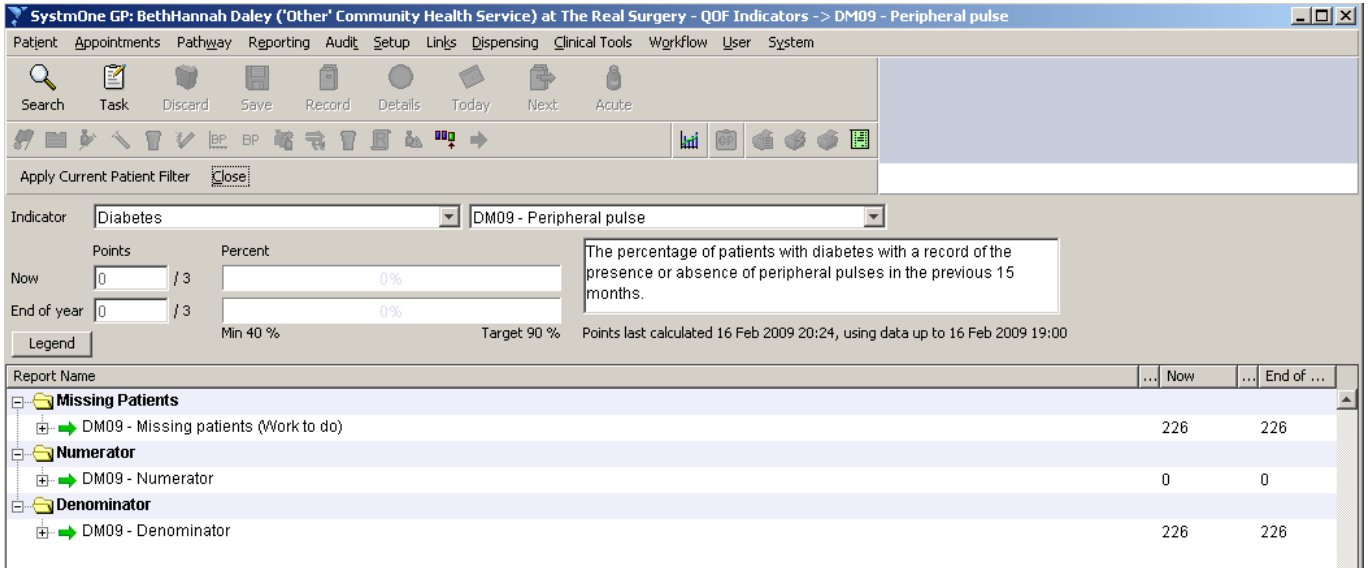 SystmOne GP: BethHannah Daley ('Other' Community Health Service) at The Real Surgery - QOF Indicators -> DM09 - Peripheral pulse
Patient Appointments Pathway Reporting Audit Setup Links Dispensing Clinical Tools Workflow User System
Search Task Discard Save Record Details Today Next Acute
BP BP GP
Apply Current Patient Filter Close
Indicator Diabetes DM09 - Peripheral pulse
Points Percent
The percentage of patients with diabetes with a record of the
presence or absence of peripheral pulses in the previous 15
months.
Now 0 / 3 0%
End of year 0 / 3 0%
Min 40 % Target 90 % Points last calculated 16 Feb 2009 20:24, using data up to 16 Feb 2009 19:00
Legend
Report Name ... Now ... End of ...
Missing Patients
DM09 - Missing patients (Work to do) 226 226
Numerator
DM09 - Numerator 0 0
Denominator
DM09 - Denominator 226 226